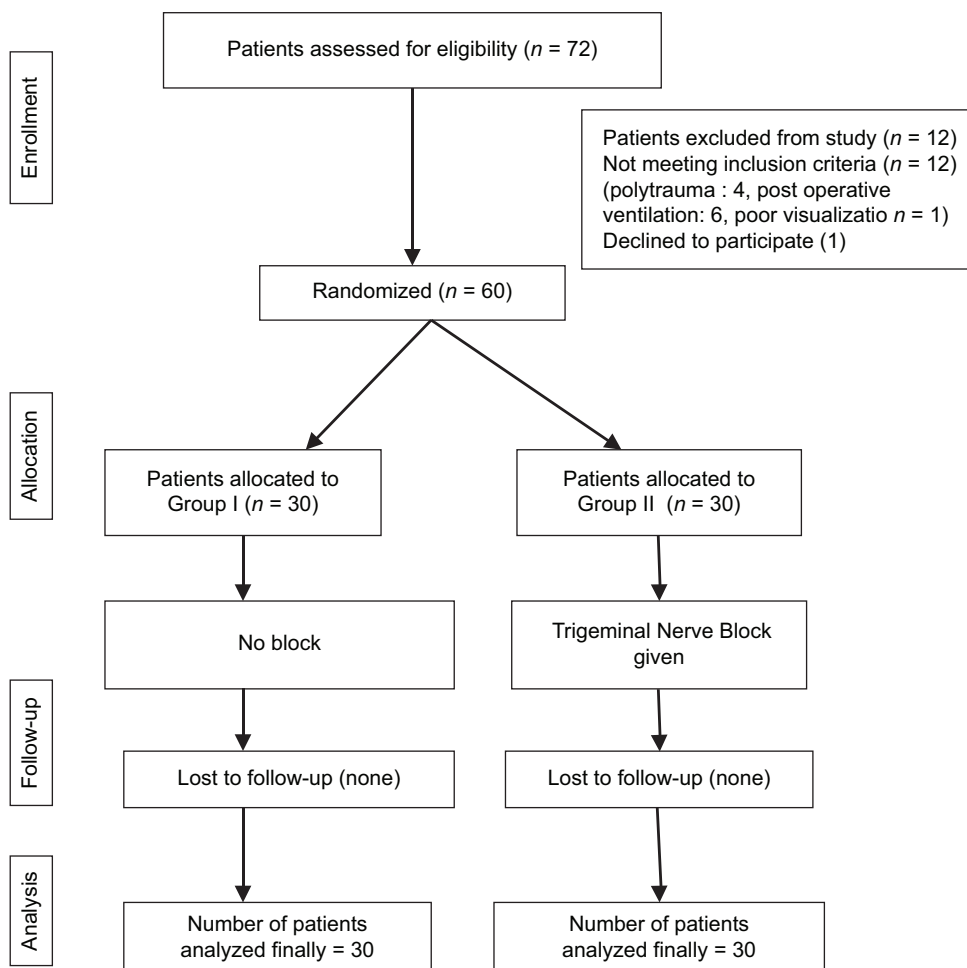 Enrollment
Patients assessed for eligibility (n = 72)
Patients excluded from study (n = 12)
Not meeting inclusion criteria (n = 12)
(polytrauma : 4, post operative
ventilation: 6, poor visualizatio n = 1)
Declined to participate (1)
Randomized (n = 60)
Allocation
Patients allocated to
Group I (n = 30)
Patients allocated to
Group II (n = 30)
No block
Trigeminal Nerve Block
given
Follow-up
Lost to follow-up (none)
Lost to follow-up (none)
Analysis
Number of patients
analyzed finally = 30
Number of patients
analyzed finally = 30